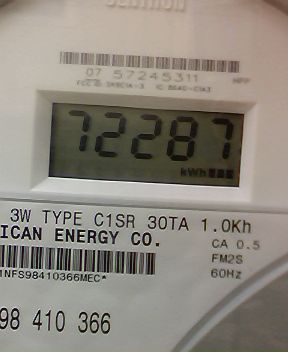 CENTRON
07 57245311
72287
kWh
3W TYPE C1SR 30TA 1.0Kh
ICAN ENERGY CO.
CA 0.5
FM2S
1NFS98410366MEC*
60Hz
98 410 366